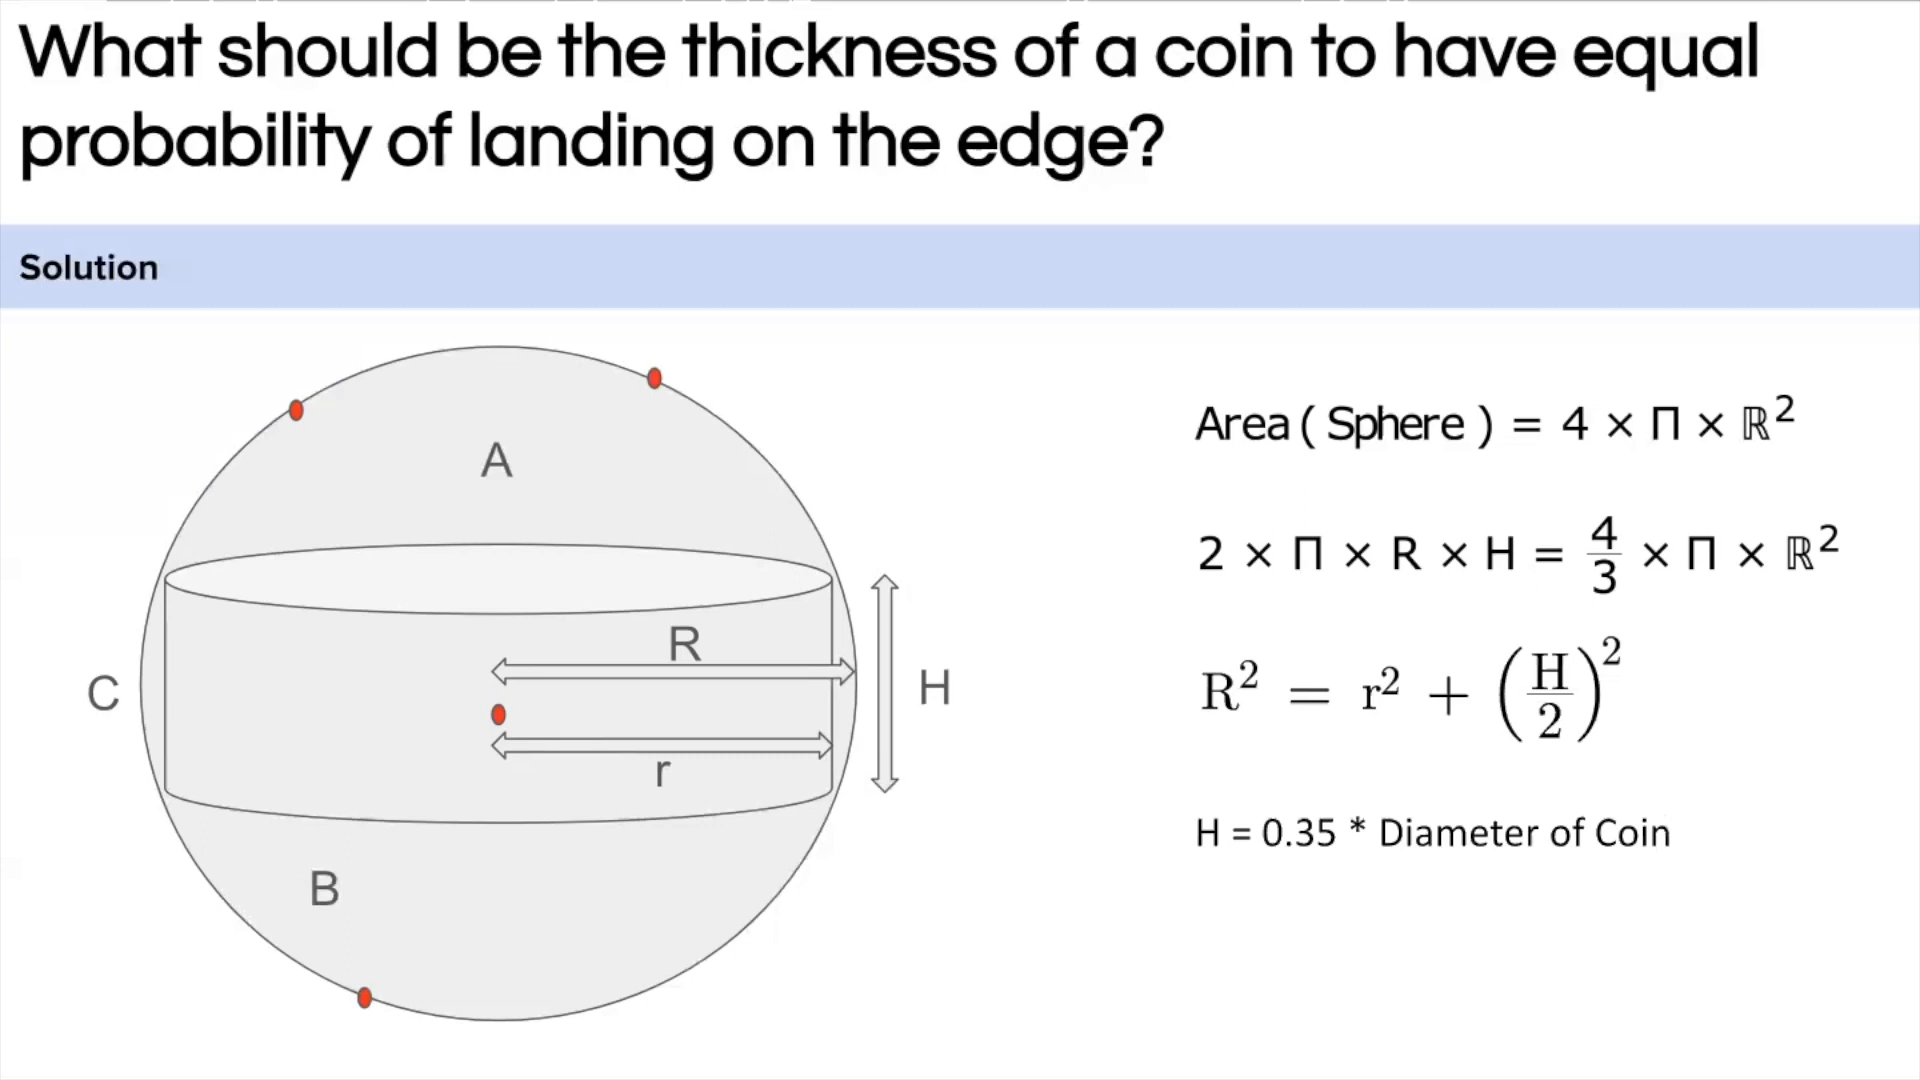 What should be the thickness of a coin to have equal
probability of landing on the edge?
Solution
A
R
C
H
r
B
Area ( Sphere ) = 4 × Π × ℝ²
2 × Π × R × H = 4/3 × Π × ℝ²
R² = r² + (H/2)²
H = 0.35 * Diameter of Coin